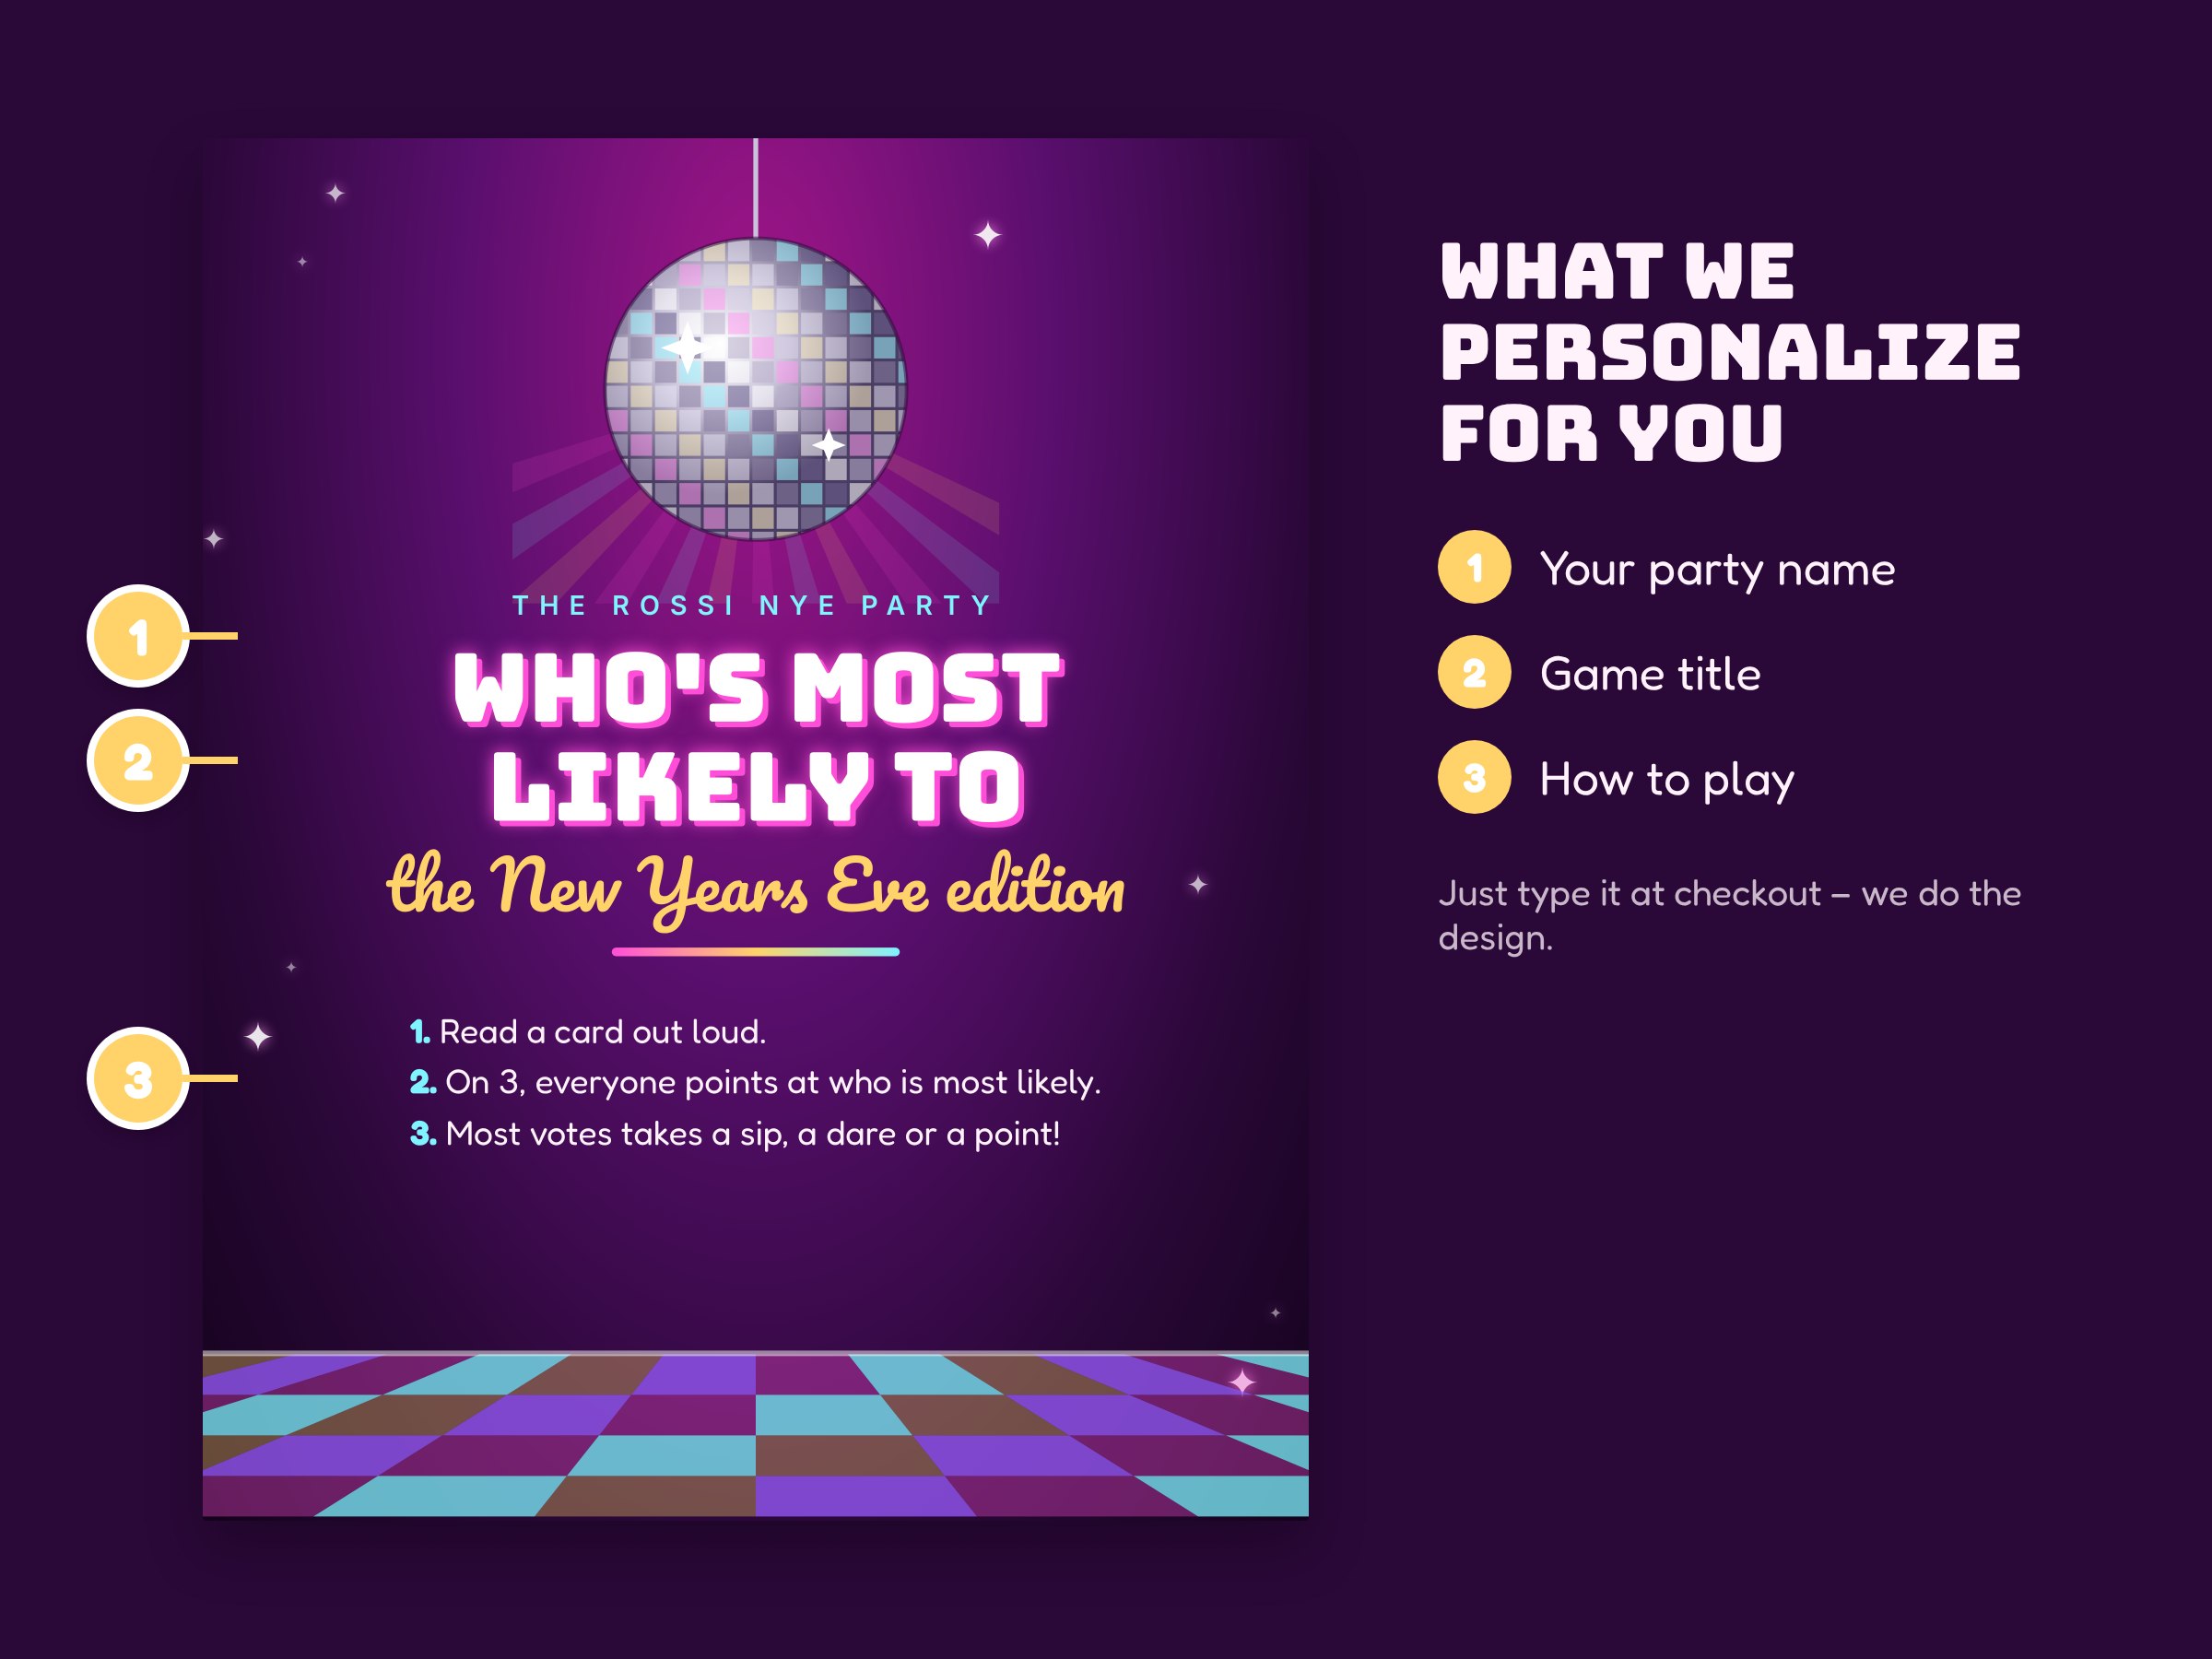 THE ROSSI NYE PARTY
WHO'S MOST
LIKELY TO
the New Years Eve edition
1. Read a card out loud.
2. On 3, everyone points at who is most likely.
3. Most votes takes a sip, a dare or a point!
1
2
3
WHAT WE
PERSONALIZE
FOR YOU
1 Your party name
2 Game title
3 How to play
Just type it at checkout – we do the
design.